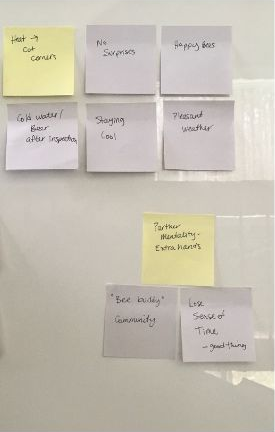 Heat →
Cut
corners
No
Surprises
Happy Bees
Cold water/
Beer
after inspection
Staying
Cool
Pleasant
Weather
Partner
Mentality-
Extra hands
"Bee buddy"
Community
Lose
Sense of
Time
- good thing